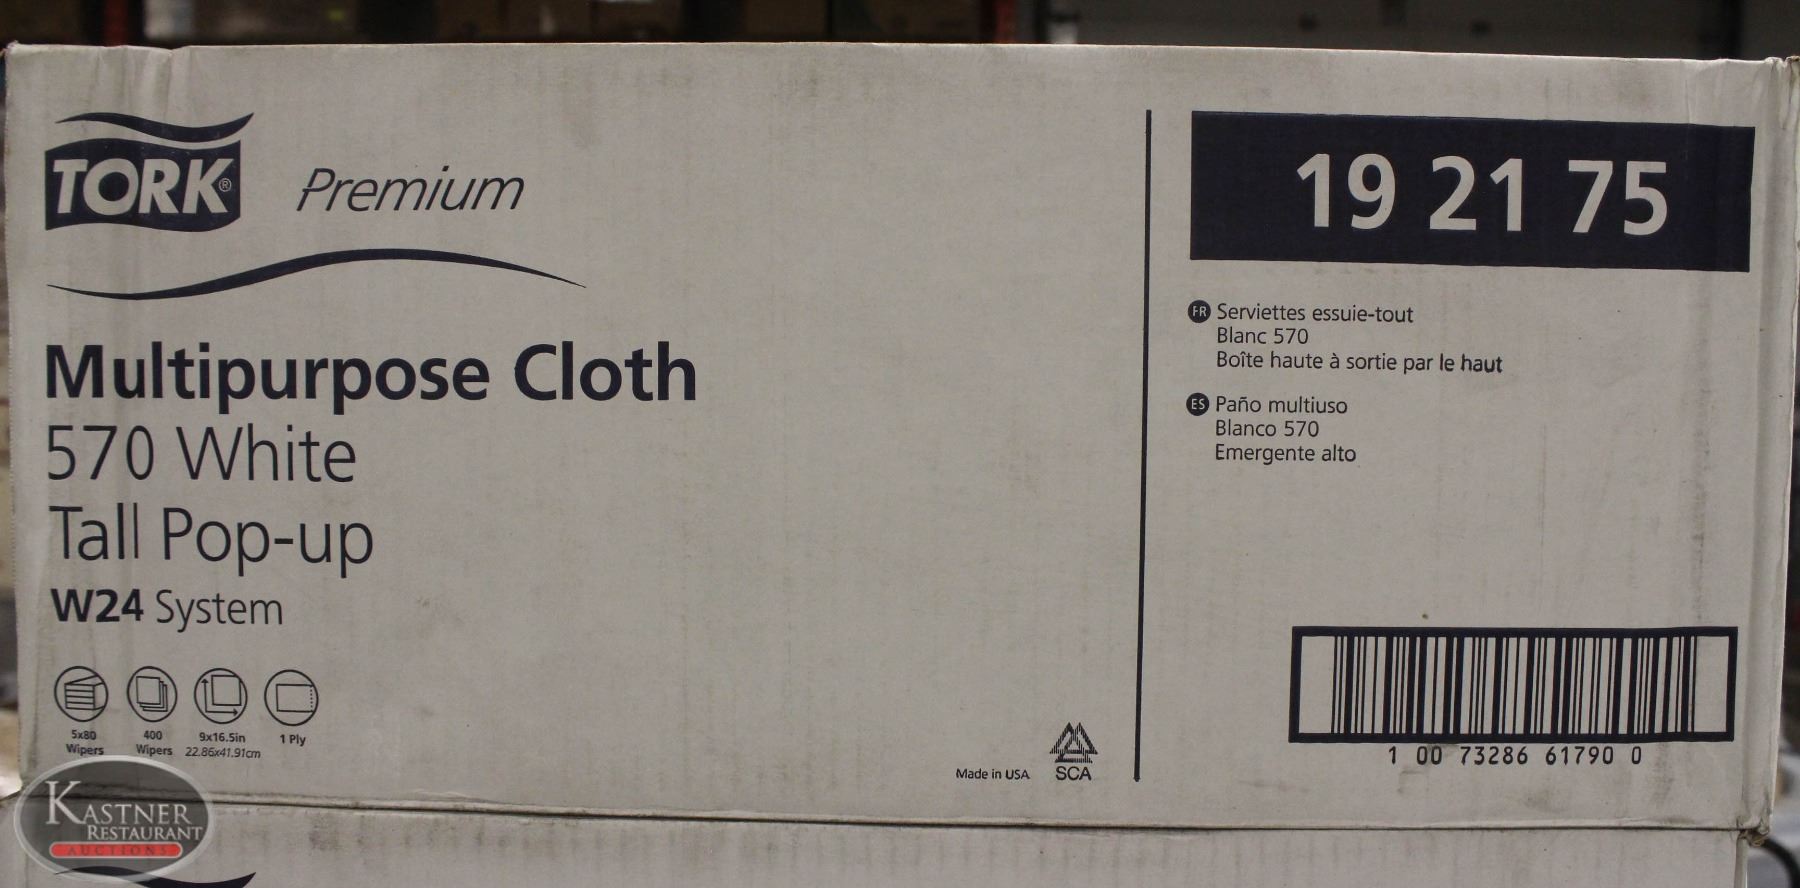 TORK®
Premium
Multipurpose Cloth
570 White
Tall Pop-up
W24 System
5x80
Wipers
400
Wipers
9x16.5in
22.86x41.91cm
1 Ply
Made in USA
SCA
19 21 75
FR Serviettes essuie-tout
Blanc 570
Boîte haute à sortie par le haut
ES Paño multiuso
Blanco 570
Emergente alto
1 00 73286 61790 0
KASTNER
RESTAURANT
AUCTIONS